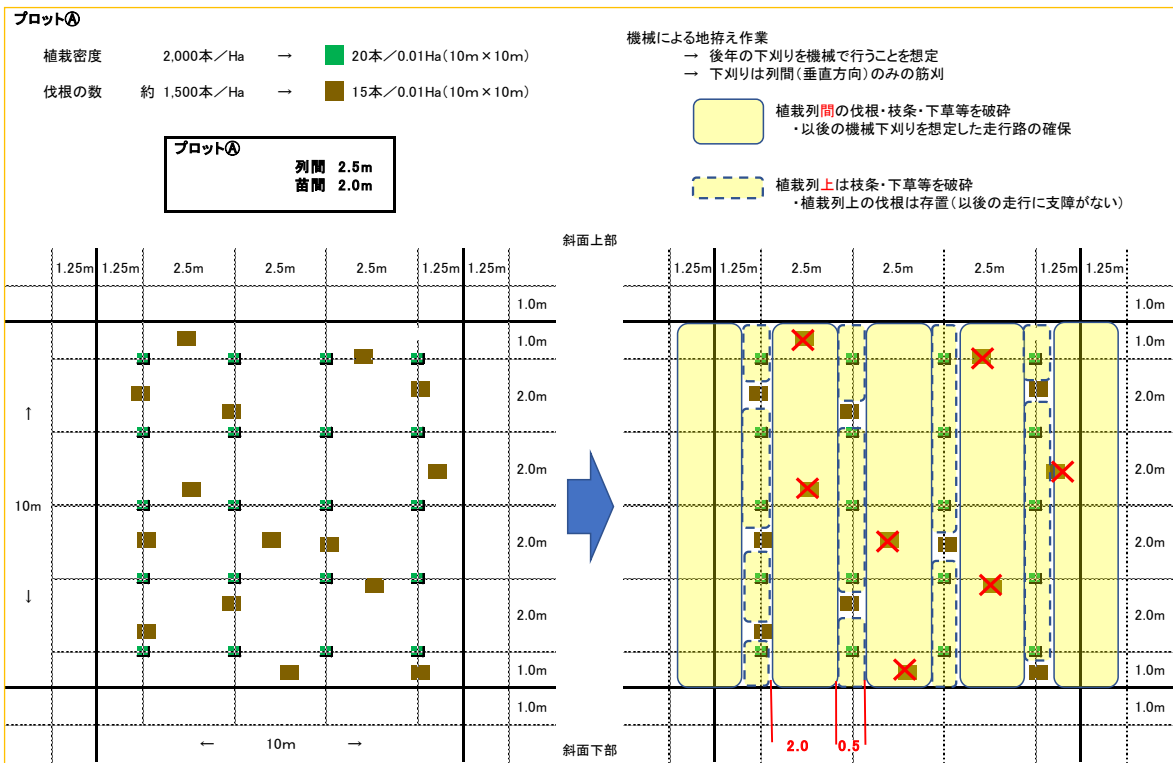 プロットⒶ
植栽密度 2,000本／Ha → 20本／0.01Ha（10m×10m）
伐根の数 約 1,500本／Ha → 15本／0.01Ha（10m×10m）
プロットⒶ
列間 2.5m
苗間 2.0m
機械による地拵え作業
→ 後年の下刈りを機械で行うことを想定
→ 下刈りは列間（垂直方向）のみの筋刈
植栽列間の伐根・枝条・下草等を破砕
・以後の機械下刈りを想定した走行路の確保
植栽列上は枝条・下草等を破砕
・植栽列上の伐根は存置（以後の走行に支障がない）
斜面上部
1.25m 1.25m 2.5m 2.5m 2.5m 1.25m 1.25m
1.0m
1.0m
2.0m
2.0m
2.0m
2.0m
1.0m
1.0m
↑
10m
↓
← 10m →
1.25m 1.25m 2.5m 2.5m 2.5m 1.25m 1.25m
1.0m
1.0m
2.0m
2.0m
2.0m
2.0m
1.0m
1.0m
2.0 0.5
斜面下部